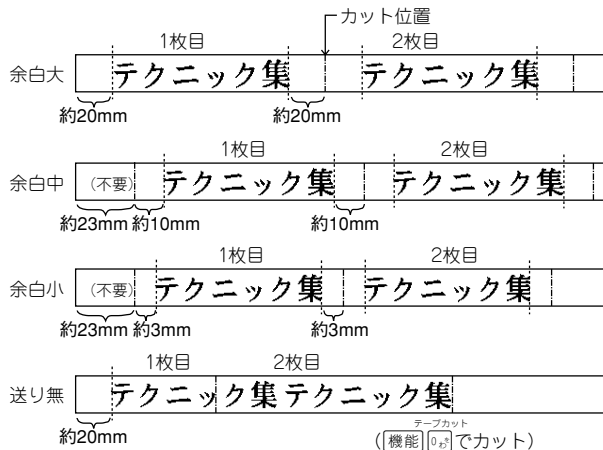 カット位置
1枚目 2枚目
余白大 テクニック集 テクニック集
約20mm 約20mm
1枚目 2枚目
余白中 (不要) テクニック集 テクニック集
約23mm 約10mm 約10mm
1枚目 2枚目
余白小 (不要) テクニック集 テクニック集
約23mm 約3mm 約3mm
1枚目 2枚目
送り無 テクニック集 テクニック集
約20mm
テープカット
(機能 0わをでカット)